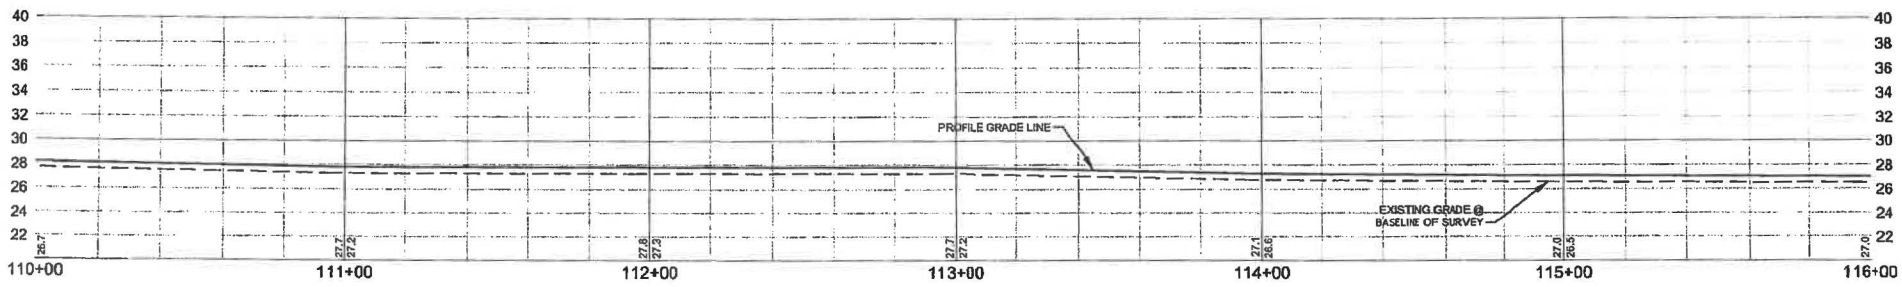 40 40
38 38
36 36
34 34
32 32
PROFILE GRADE LINE
30 30
28 28
26 26
EXISTING GRADE @
BASELINE OF SURVEY
24 24
22 22
26.7 27.7 27.2 27.8 27.3 27.7 27.2 27.1 26.6 27.0 26.5 27.0
110+00 111+00 112+00 113+00 114+00 115+00 116+00